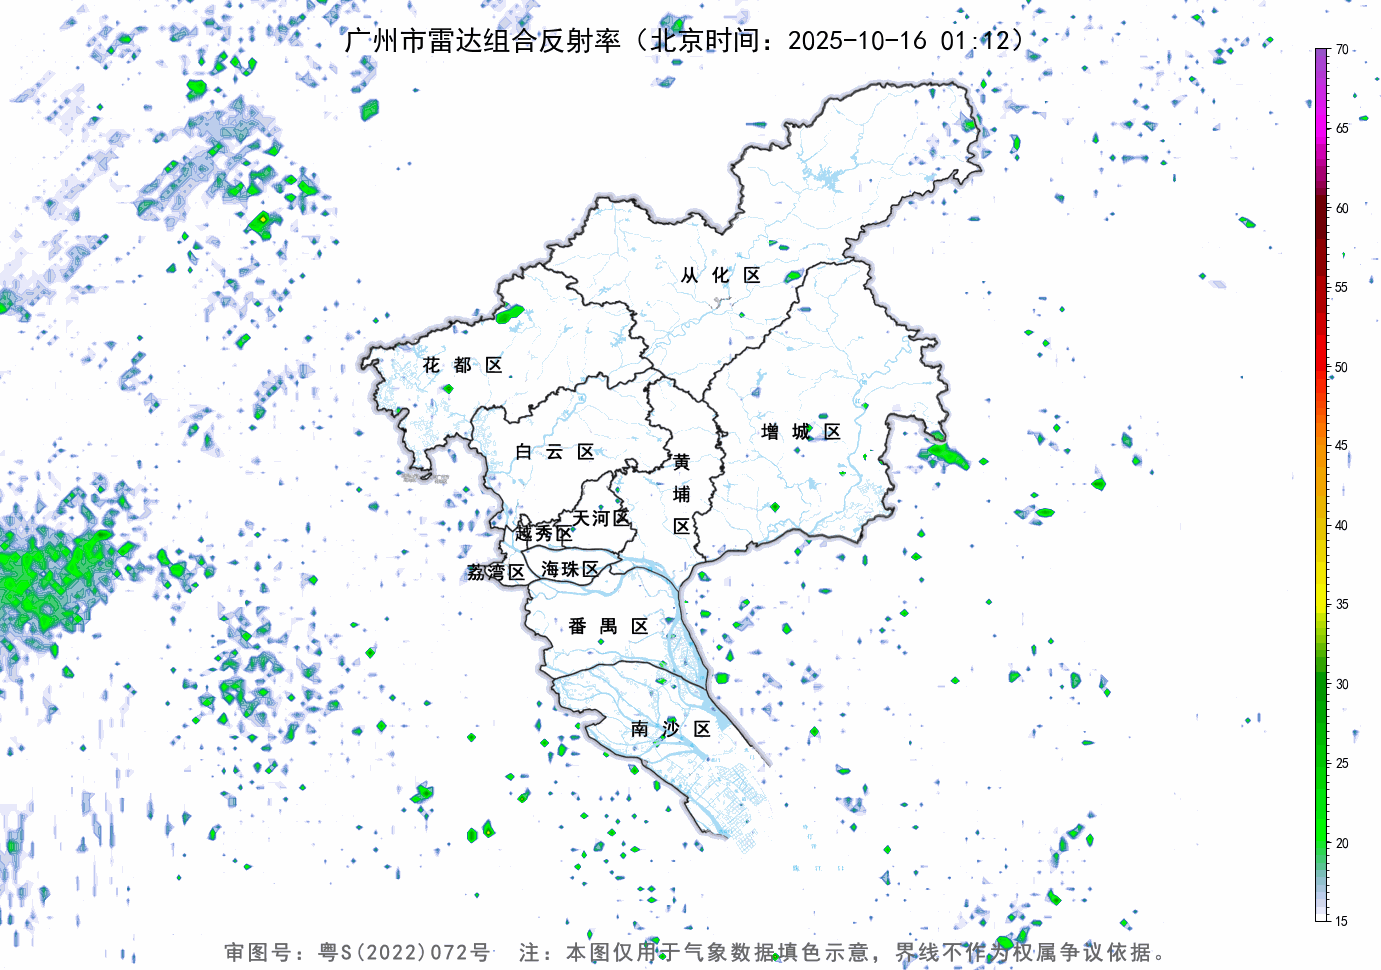 广州市雷达组合反射率（北京时间：2025-10-16 01:12）
70
65
60
55
50
45
40
35
30
25
20
15
从化区
花都区
增城区
白云区
黄埔区
天河区
越秀区
荔湾区
海珠区
番禺区
南沙区
审图号：粤S(2022)072号 注：本图仅用于气象数据填色示意，界线不作为权属争议依据。